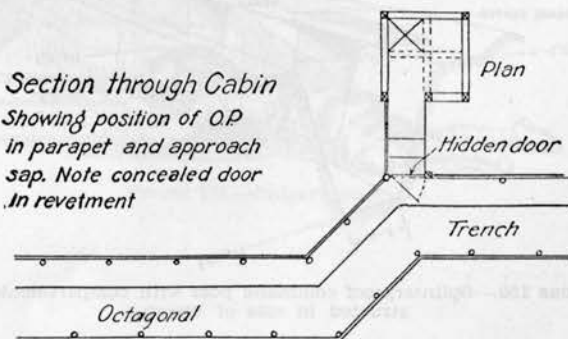 Section through Cabin
Showing position of O.P.
in parapet and approach
sap. Note concealed door
in revetment
Plan
Hidden door
Trench
Octagonal